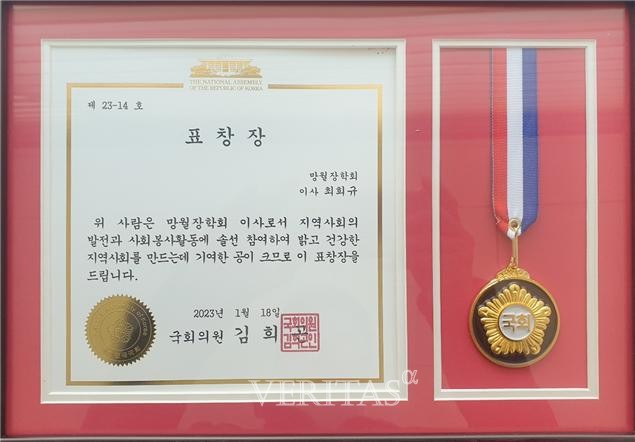 THE NATIONAL ASSEMBLY
OF THE REPUBLIC OF KOREA
제 23-14 호
표 창 장
망월장학회
이사 최희규
위 사람은 망월장학회 이사로서 지역사회의
발전과 사회봉사활동에 솔선 참여하여 밝고 건강한
지역사회를 만드는데 기여한 공이 크므로 이 표창장을
드립니다.
2023년 1월 18일
국회의원 김 희
국회의원
국회
VERITAS α